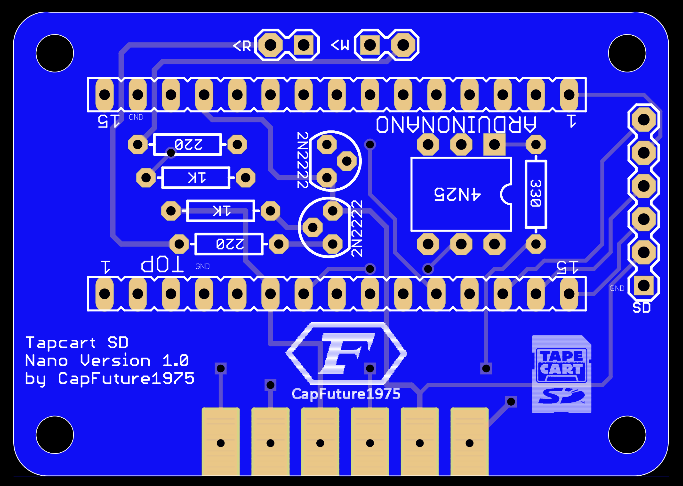 <R <W
15 GND ARDUINONANO 1
220
2N2222
1K
4N25
330
1K
2N2222
220
1 TOP GND 15
GND
SD
Tapcart SD
Nano Version 1.0
by CapFuture1975
F
CapFuture1975
TAPE
CART
SD